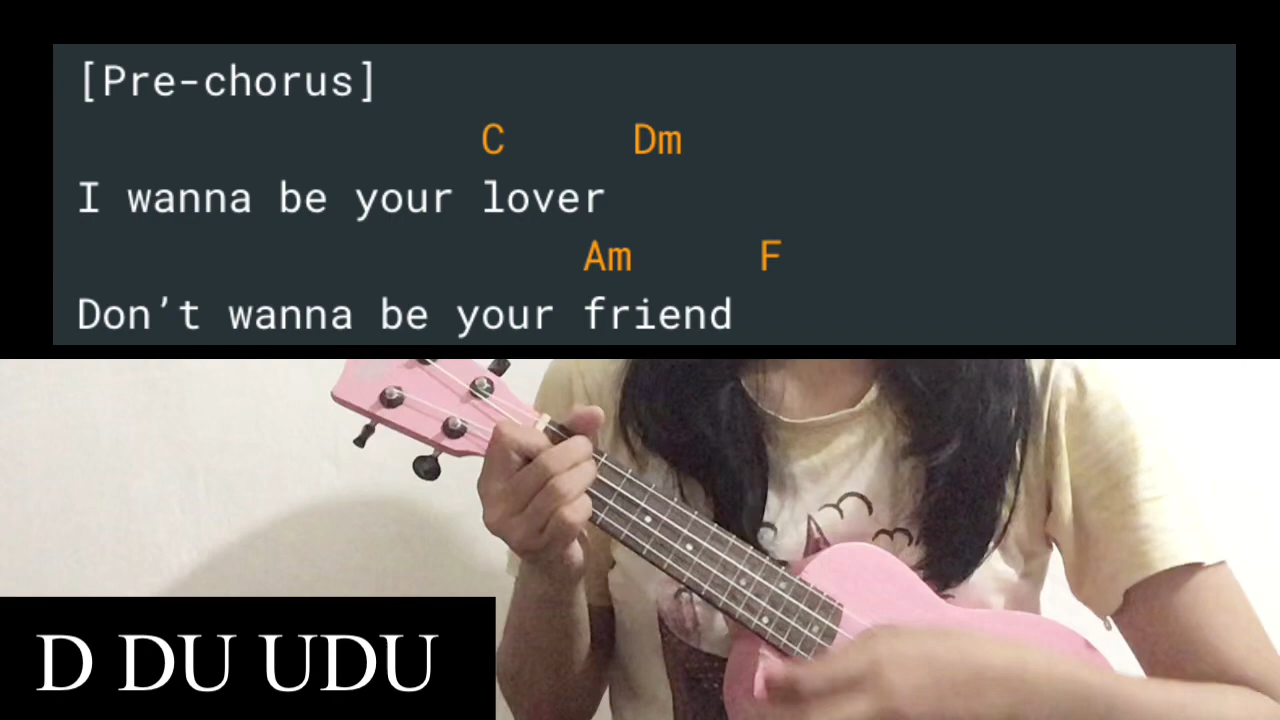 [Pre-chorus]
C Dm
I wanna be your lover
Am F
Don’t wanna be your friend
D DU UDU